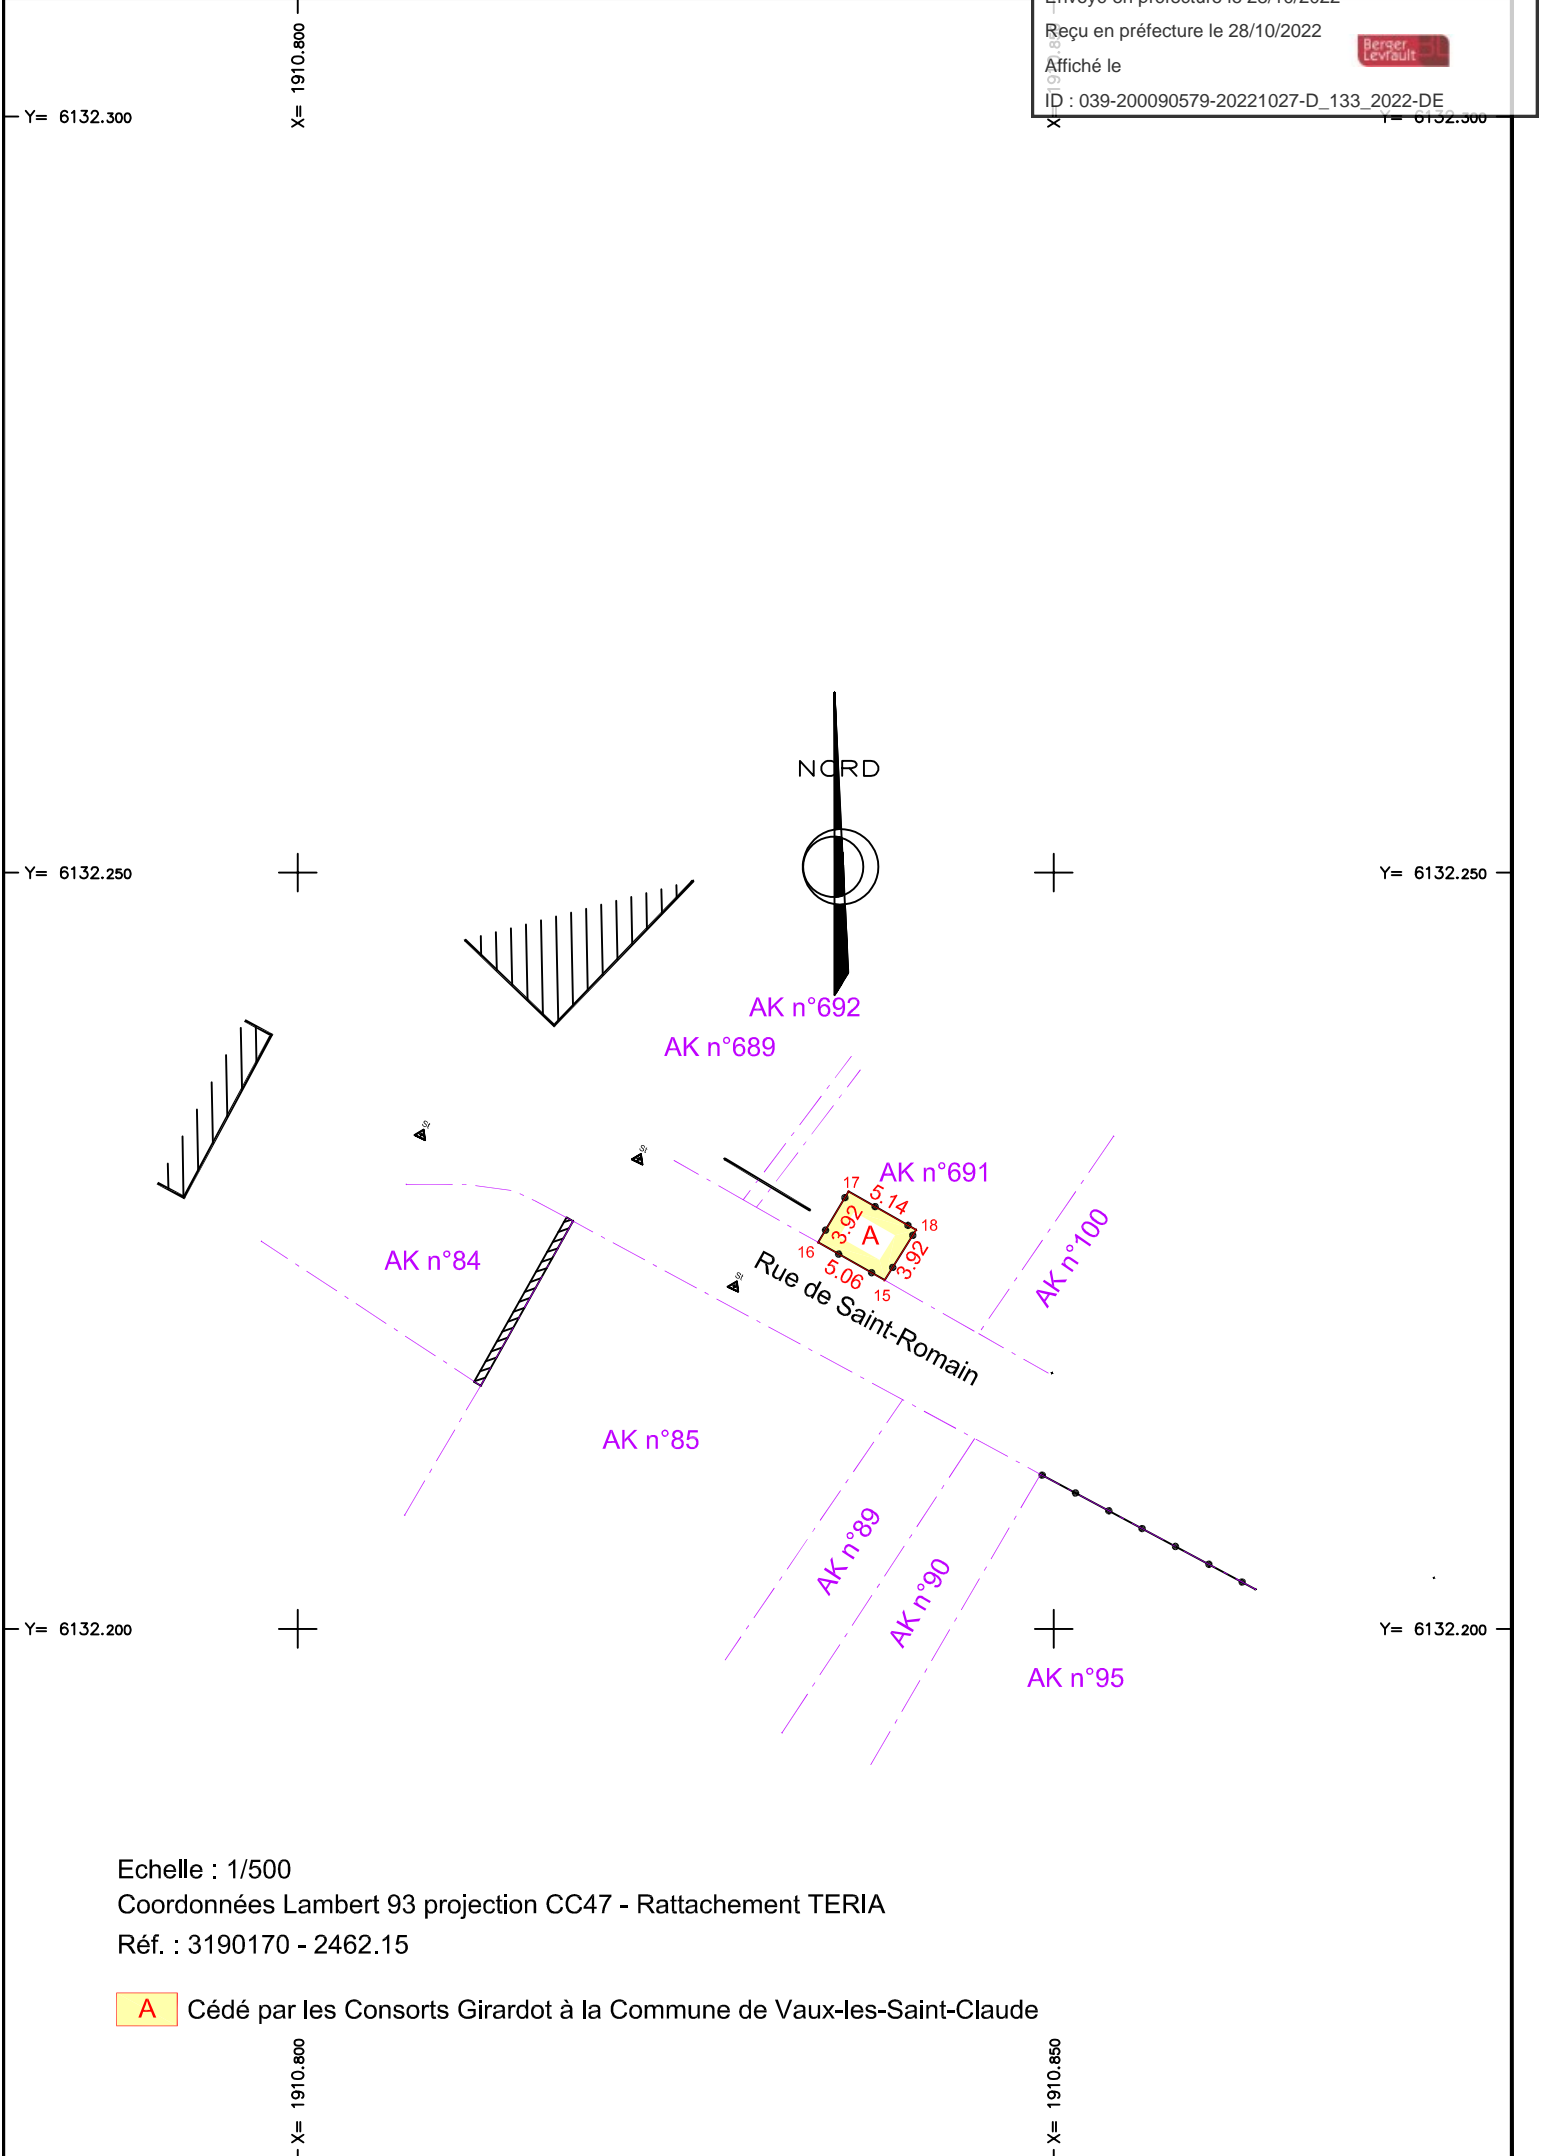 Reçu en préfecture le 28/10/2022
Affiché le
Berger
Levrault
ID : 039-200090579-20221027-D_133_2022-DE
X= 1910.800
Y= 6132.300
Y= 6132.300
NORD
Y= 6132.250
Y= 6132.250
AK n°692
AK n°689
AK n°691
17
5.14
18
3.92
A
3.92
16
5.06
15
AK n°100
Rue de Saint-Romain
AK n°84
AK n°85
AK n°89
AK n°90
Y= 6132.200
Y= 6132.200
AK n°95
Echelle : 1/500
Coordonnées Lambert 93 projection CC47 - Rattachement TERIA
Réf. : 3190170 - 2462.15
A Cédé par les Consorts Girardot à la Commune de Vaux-les-Saint-Claude
X= 1910.800
X= 1910.850